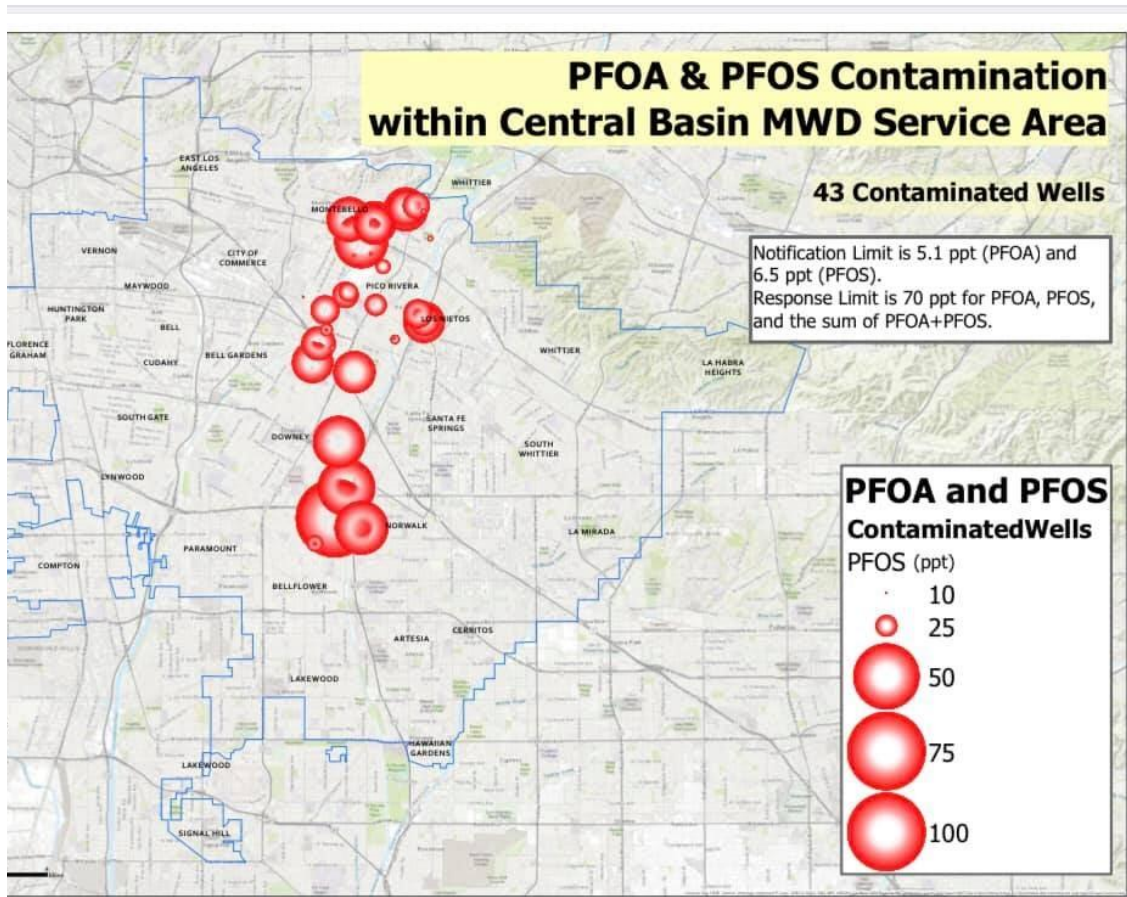 PFOA & PFOS Contamination
within Central Basin MWD Service Area
43 Contaminated Wells
Notification Limit is 5.1 ppt (PFOA) and
6.5 ppt (PFOS).
Response Limit is 70 ppt for PFOA, PFOS,
and the sum of PFOA+PFOS.
EAST LOS
ANGELES
WHITTIER
MONTEBELLO
VERNON
CITY OF
COMMERCE
MAYWOOD
PICO RIVERA
HUNTINGTON
PARK
BELL
LOS NIETOS
FLORENCE
GRAHAM
CUDAHY
BELL GARDENS
WHITTIER
LA HABRA
HEIGHTS
SOUTH GATE
SANTA FE
SPRINGS
DOWNEY
SOUTH
WHITTIER
LYNWOOD
NORWALK
LA MIRADA
PARAMOUNT
COMPTON
BELLFLOWER
CERRITOS
ARTESIA
LAKEWOOD
HAWAIIAN
GARDENS
LAKEWOOD
SIGNAL HILL
PFOA and PFOS
ContaminatedWells
PFOS (ppt)
10
25
50
75
100